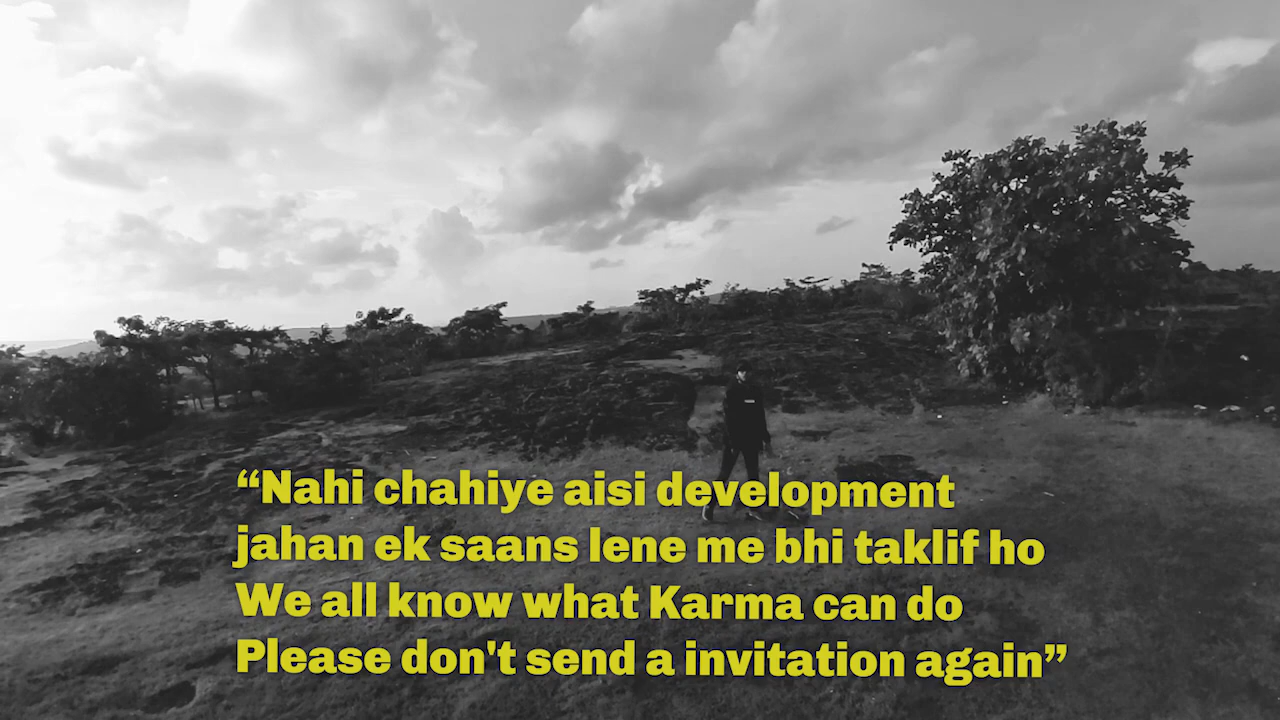 “Nahi chahiye aisi development
jahan ek saans lene me bhi taklif ho
We all know what Karma can do
Please don't send a invitation again”